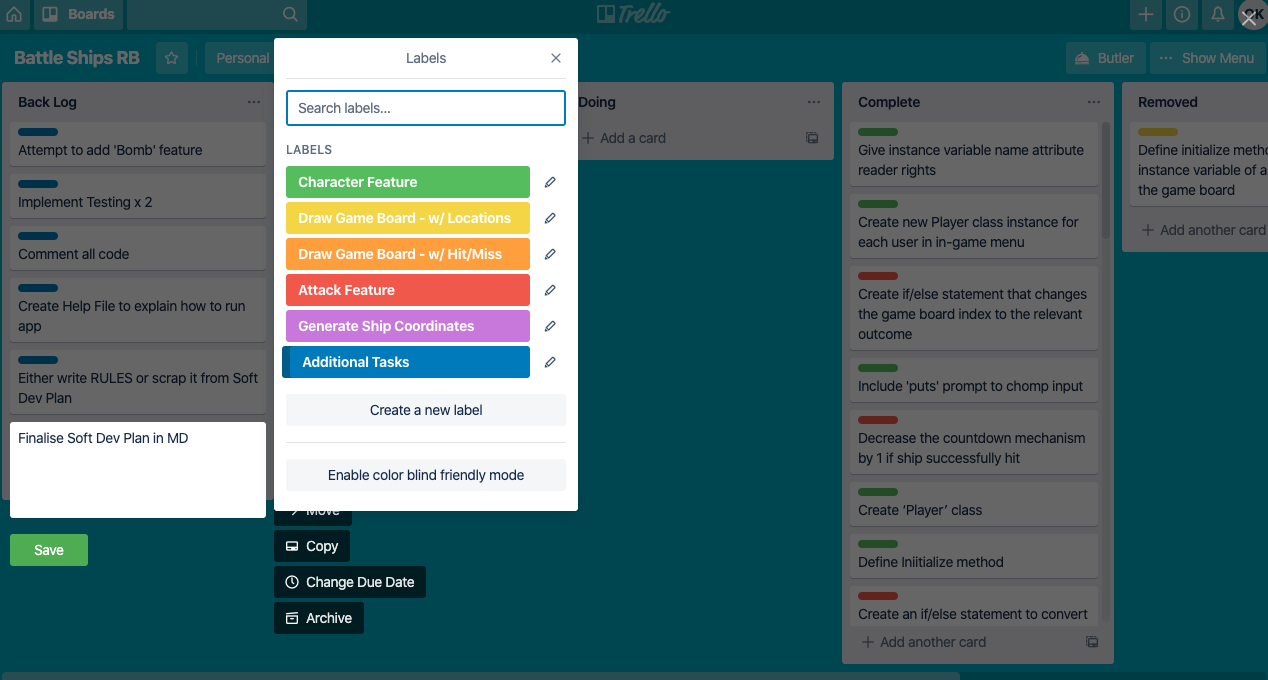 Boards
Trello
CK
Battle Ships RB
Personal
Butler
Show Menu
Back Log
Attempt to add 'Bomb' feature
Implement Testing x 2
Comment all code
Create Help File to explain how to run
app
Either write RULES or scrap it from Soft
Dev Plan
Finalise Soft Dev Plan in MD
Save
Labels
Search labels...
LABELS
Character Feature
Draw Game Board - w/ Locations
Draw Game Board - w/ Hit/Miss
Attack Feature
Generate Ship Coordinates
Additional Tasks
Create a new label
Enable color blind friendly mode
Move
Copy
Change Due Date
Archive
Doing
Add a card
Complete
Give instance variable name attribute
reader rights
Create new Player class instance for
each user in in-game menu
Create if/else statement that changes
the game board index to the relevant
outcome
Include 'puts' prompt to chomp input
Decrease the countdown mechanism
by 1 if ship successfully hit
Create ‘Player’ class
Define Iniitialize method
Create an if/else statement to convert
Add another card
Removed
Define initialize metho
instance variable of a
the game board
Add another card